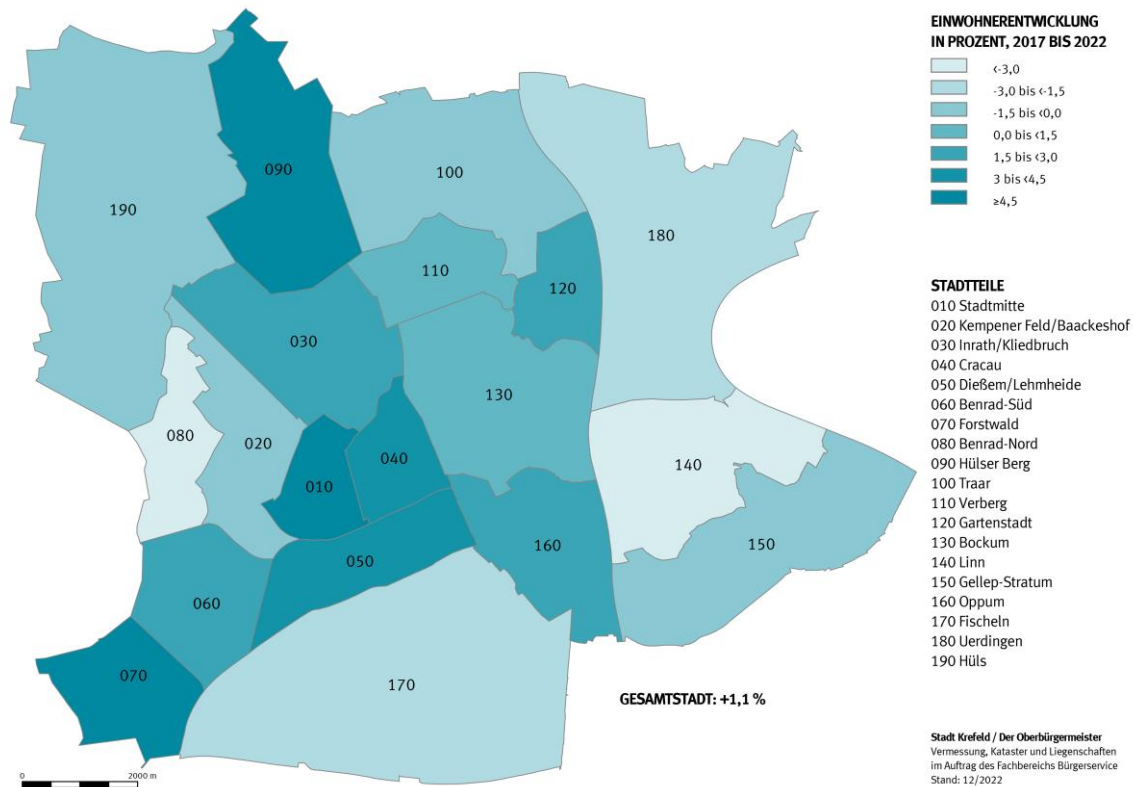 EINWOHNERENTWICKLUNG
IN PROZENT, 2017 BIS 2022
<-3,0
-3,0 bis <-1,5
-1,5 bis <0,0
0,0 bis <1,5
1,5 bis <3,0
3 bis <4,5
≥4,5
090
100
190
180
110
120
030
130
080
020
040
140
010
150
050
160
060
070
170
STADTTEILE
010 Stadtmitte
020 Kempener Feld/Baackeshof
030 Inrath/Kliedbruch
040 Cracau
050 Dießem/Lehmheide
060 Benrad-Süd
070 Forstwald
080 Benrad-Nord
090 Hülser Berg
100 Traar
110 Verberg
120 Gartenstadt
130 Bockum
140 Linn
150 Gellep-Stratum
160 Oppum
170 Fischeln
180 Uerdingen
190 Hüls
GESAMTSTADT: +1,1 %
Stadt Krefeld / Der Oberbürgermeister
Vermessung, Kataster und Liegenschaften
im Auftrag des Fachbereichs Bürgerservice
Stand: 12/2022
0 2000 m